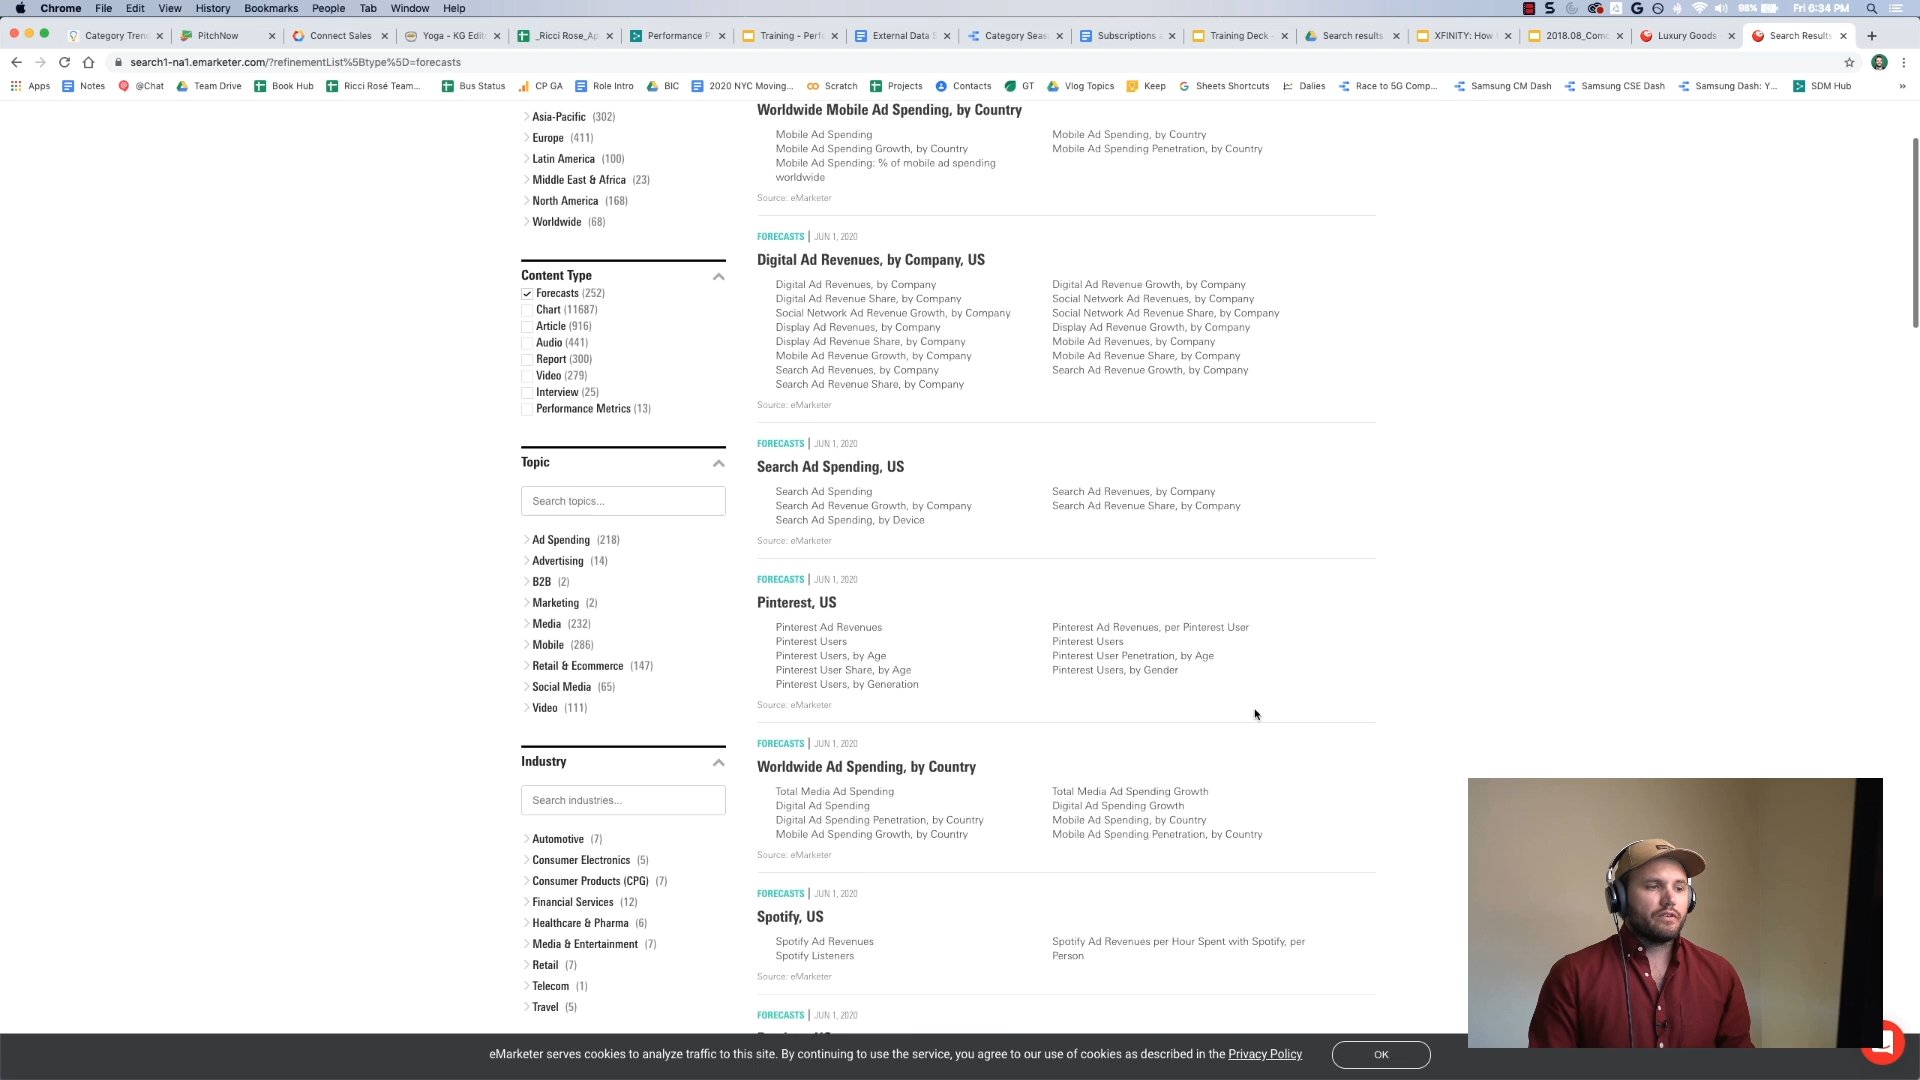 Chrome File Edit View History Bookmarks People Tab Window Help 98% Fri 6:34 PM
Category Tren PitchNow Connect Sales Yoga - KG Edit _Ricci Rose_Ap Performance P Training - Perf External Data S Category Seas Subscriptions Training Deck - Search results XFINITY: How 2018.08_Com Luxury Goods Search Results
search1-na1.emarketer.com/?refinementList%5Btype%5D=forecasts
Apps Notes @Chat Team Drive Book Hub Ricci Rosé Team... Bus Status CP GA Role Intro BIC 2020 NYC Moving... Scratch Projects Contacts GT Vlog Topics Keep Sheets Shortcuts Dalies Race to 5G Comp... Samsung CM Dash Samsung CSE Dash Samsung Dash: Y... SDM Hub »
Asia-Pacific (302)
Europe (411)
Latin America (100)
Middle East & Africa (23)
North America (168)
Worldwide (68)
Content Type
Forecasts (252)
Chart (11687)
Article (916)
Audio (441)
Report (300)
Video (279)
Interview (25)
Performance Metrics (13)
Topic
Search topics...
Ad Spending (218)
Advertising (14)
B2B (2)
Marketing (2)
Media (232)
Mobile (286)
Retail & Ecommerce (147)
Social Media (65)
Video (111)
Industry
Search industries...
Automotive (7)
Consumer Electronics (5)
Consumer Products (CPG) (7)
Financial Services (12)
Healthcare & Pharma (6)
Media & Entertainment (7)
Retail (7)
Telecom (1)
Travel (5)
Worldwide Mobile Ad Spending, by Country
Mobile Ad Spending Mobile Ad Spending, by Country
Mobile Ad Spending Growth, by Country Mobile Ad Spending Penetration, by Country
Mobile Ad Spending: % of mobile ad spending
worldwide
Source: eMarketer
FORECASTS | JUN 1, 2020
Digital Ad Revenues, by Company, US
Digital Ad Revenues, by Company Digital Ad Revenue Growth, by Company
Digital Ad Revenue Share, by Company Social Network Ad Revenues, by Company
Social Network Ad Revenue Growth, by Company Social Network Ad Revenue Share, by Company
Display Ad Revenues, by Company Display Ad Revenue Growth, by Company
Display Ad Revenue Share, by Company Mobile Ad Revenues, by Company
Mobile Ad Revenue Growth, by Company Mobile Ad Revenue Share, by Company
Search Ad Revenues, by Company Search Ad Revenue Growth, by Company
Search Ad Revenue Share, by Company
Source: eMarketer
FORECASTS | JUN 1, 2020
Search Ad Spending, US
Search Ad Spending Search Ad Revenues, by Company
Search Ad Revenue Growth, by Company Search Ad Revenue Share, by Company
Search Ad Spending, by Device
Source: eMarketer
FORECASTS | JUN 1, 2020
Pinterest, US
Pinterest Ad Revenues Pinterest Ad Revenues, per Pinterest User
Pinterest Users Pinterest Users
Pinterest Users, by Age Pinterest User Penetration, by Age
Pinterest User Share, by Age Pinterest Users, by Gender
Pinterest Users, by Generation
Source: eMarketer
FORECASTS | JUN 1, 2020
Worldwide Ad Spending, by Country
Total Media Ad Spending Total Media Ad Spending Growth
Digital Ad Spending Digital Ad Spending Growth
Digital Ad Spending Penetration, by Country Mobile Ad Spending, by Country
Mobile Ad Spending Growth, by Country Mobile Ad Spending Penetration, by Country
Source: eMarketer
FORECASTS | JUN 1, 2020
Spotify, US
Spotify Ad Revenues Spotify Ad Revenues per Hour Spent with Spotify, per
Spotify Listeners Person
Source: eMarketer
FORECASTS | JUN 1, 2020
eMarketer serves cookies to analyze traffic to this site. By continuing to use the service, you agree to our use of cookies as described in the Privacy Policy OK